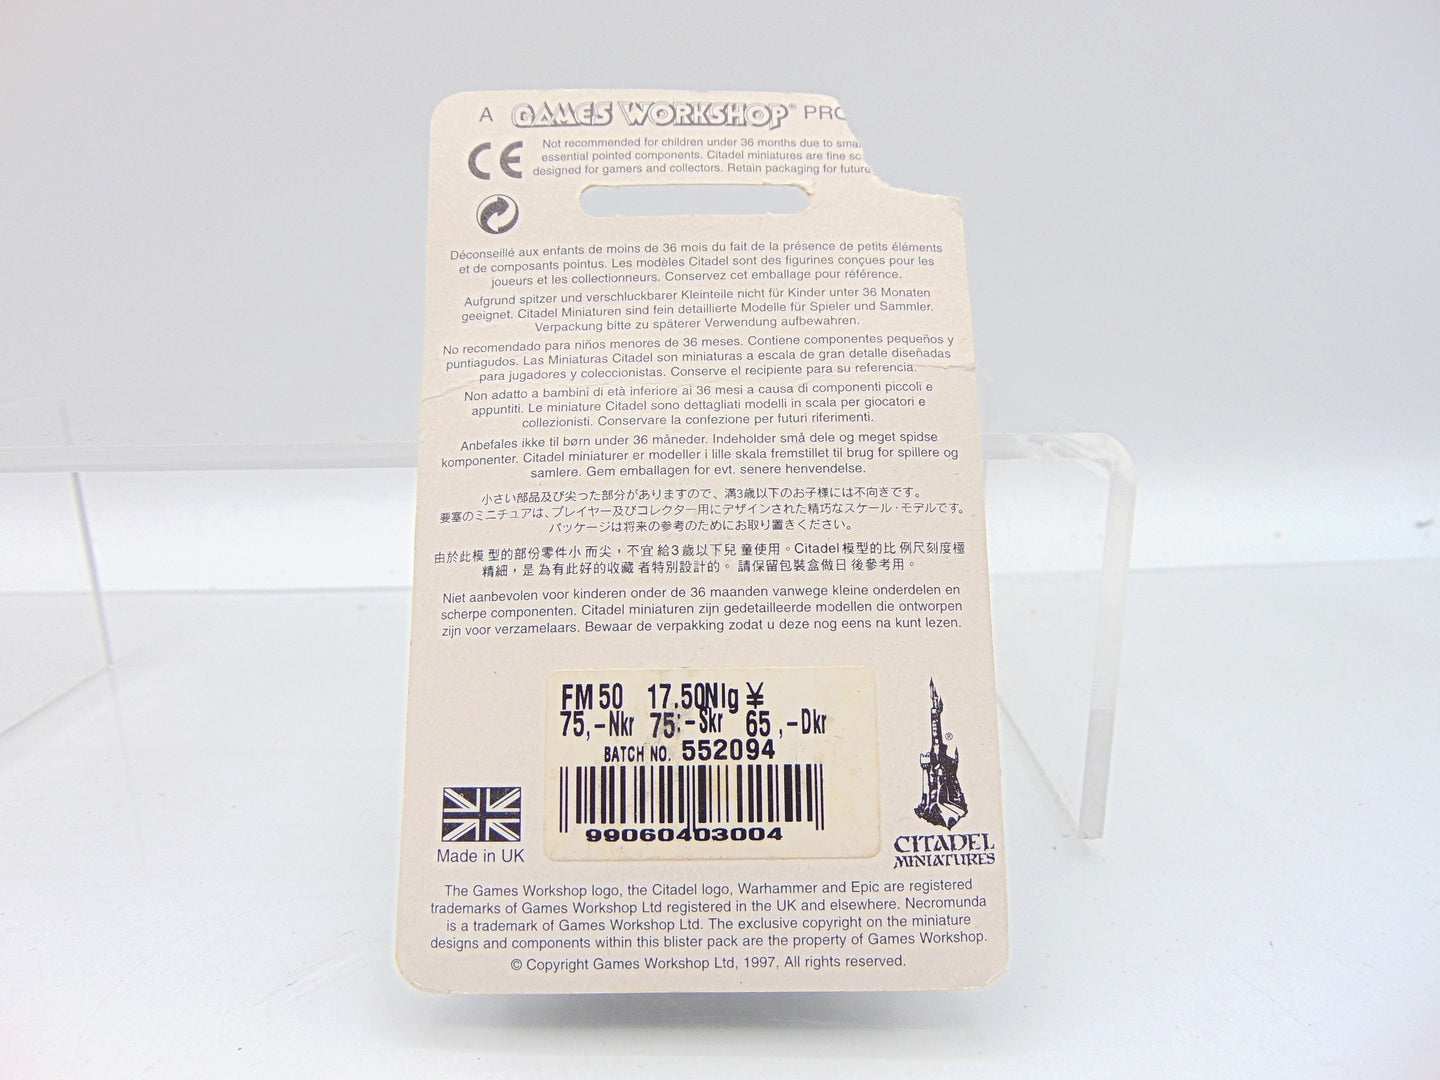 A GAMES WORKSHOP® PRO
CE
Not recommended for children under 36 months due to sma
essential pointed components. Citadel miniatures are fine sc
designed for gamers and collectors. Retain packaging for future
Déconseillé aux enfants de moins de 36 mois du fait de la présence de petits éléments
et de composants pointus. Les modèles Citadel sont des figurines conçues pour les
joueurs et les collectionneurs. Conservez cet emballage pour référence.
Aufgrund spitzer und verschluckbarer Kleinteile nicht für Kinder unter 36 Monaten
geeignet. Citadel Miniaturen sind fein detaillierte Modelle für Spieler und Sammler.
Verpackung bitte zu späterer Verwendung aufbewahren.
No recomendado para niños menores de 36 meses. Contiene componentes pequeños y
puntiagudos. Las Miniaturas Citadel son miniaturas a escala de gran detalle diseñadas
para jugadores y coleccionistas. Conserve el recipiente para su referencia.
Non adatto a bambini di età inferiore ai 36 mesi a causa di componenti piccoli e
appuntiti. Le miniature Citadel sono dettagliati modelli in scala per giocatori e
collezionisti. Conservare la confezione per futuri riferimenti.
Anbefales ikke til børn under 36 måneder. Indeholder små dele og meget spidse
komponenter. Citadel miniaturer er modeller i lille skala fremstillet til brug for spillere og
samlere. Gem emballagen for evt. senere henvendelse.
小さい部品及び尖った部分がありますので、満3歳以下のお子様には不向きです。
要塞のミニチュアは、プレイヤー及びコレクター用にデザインされた精巧なスケール・モデルです。
パッケージは将来の参考のためにお取り置きください。
由於此模型的部份零件小而尖，不宜給3歲以下兒童使用。Citadel模型的比例尺刻度極
精細，是為有此好的收藏者特別設計的。請保留包裝盒做日後參考用。
Niet aanbevolen voor kinderen onder de 36 maanden vanwege kleine onderdelen en
scherpe componenten. Citadel miniaturen zijn gedetailleerde modellen die ontworpen
zijn voor verzamelaars. Bewaar de verpakking zodat u deze nog eens na kunt lezen.
FM50 17.50Nlg ¥
75,-Nkr 75:-Skr 65,-Dkr
BATCH NO. 552094
99060403004
Made in UK
®
CITADEL
MINIATURES
The Games Workshop logo, the Citadel logo, Warhammer and Epic are registered
trademarks of Games Workshop Ltd registered in the UK and elsewhere. Necromunda
is a trademark of Games Workshop Ltd. The exclusive copyright on the miniature
designs and components within this blister pack are the property of Games Workshop.
© Copyright Games Workshop Ltd, 1997, All rights reserved.